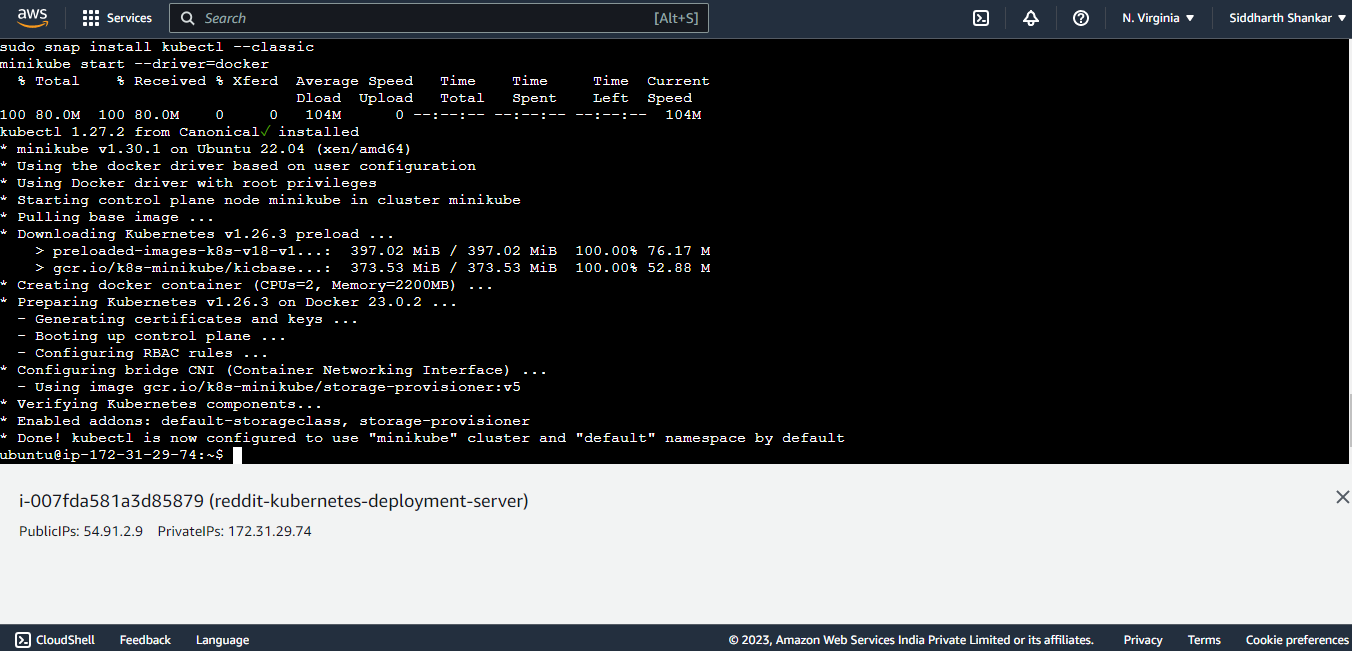 aws Services Search [Alt+S] N. Virginia Siddharth Shankar
sudo snap install kubectl --classic
minikube start --driver=docker
  % Total    % Received % Xferd  Average Speed   Time    Time     Time  Current
                                 Dload  Upload   Total   Spent    Left  Speed
100 80.0M  100 80.0M    0     0   104M      0 --:--:-- --:--:-- --:--:--  104M
kubectl 1.27.2 from Canonical✓ installed
* minikube v1.30.1 on Ubuntu 22.04 (xen/amd64)
* Using the docker driver based on user configuration
* Using Docker driver with root privileges
* Starting control plane node minikube in cluster minikube
* Pulling base image ...
* Downloading Kubernetes v1.26.3 preload ...
    > preloaded-images-k8s-v18-v1...:  397.02 MiB / 397.02 MiB  100.00% 76.17 M
    > gcr.io/k8s-minikube/kicbase...:  373.53 MiB / 373.53 MiB  100.00% 52.88 M
* Creating docker container (CPUs=2, Memory=2200MB) ...
* Preparing Kubernetes v1.26.3 on Docker 23.0.2 ...
  - Generating certificates and keys ...
  - Booting up control plane ...
  - Configuring RBAC rules ...
* Configuring bridge CNI (Container Networking Interface) ...
  - Using image gcr.io/k8s-minikube/storage-provisioner:v5
* Verifying Kubernetes components...
* Enabled addons: default-storageclass, storage-provisioner
* Done! kubectl is now configured to use "minikube" cluster and "default" namespace by default
ubuntu@ip-172-31-29-74:~$
i-007fda581a3d85879 (reddit-kubernetes-deployment-server)
PublicIPs: 54.91.2.9 PrivateIPs: 172.31.29.74
CloudShell Feedback Language © 2023, Amazon Web Services India Private Limited or its affiliates. Privacy Terms Cookie preferences